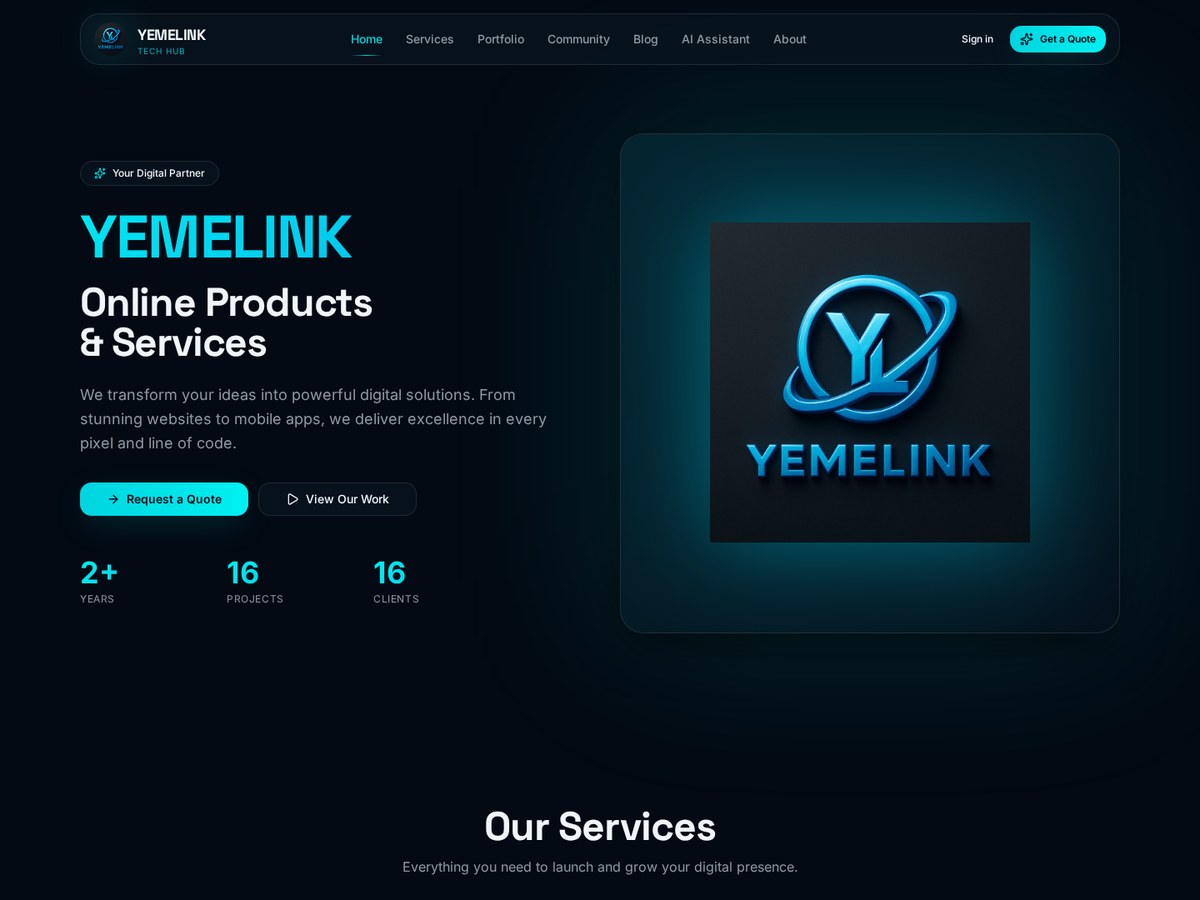 YEMELINK
YEMELINK
TECH HUB
Home
Services
Portfolio
Community
Blog
AI Assistant
About
Sign in
Get a Quote
Your Digital Partner
YEMELINK
Online Products
& Services
We transform your ideas into powerful digital solutions. From
stunning websites to mobile apps, we deliver excellence in every
pixel and line of code.
Request a Quote
View Our Work
2+
YEARS
16
PROJECTS
16
CLIENTS
YL
YEMELINK
Our Services
Everything you need to launch and grow your digital presence.